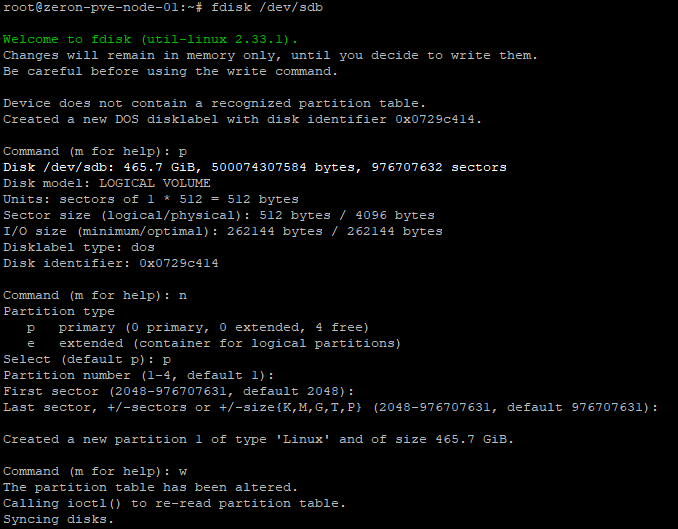 root@zeron-pve-node-01:~# fdisk /dev/sdb
Welcome to fdisk (util-linux 2.33.1).
Changes will remain in memory only, until you decide to write them.
Be careful before using the write command.
Device does not contain a recognized partition table.
Created a new DOS disklabel with disk identifier 0x0729c414.
Command (m for help): p
Disk /dev/sdb: 465.7 GiB, 500074307584 bytes, 976707632 sectors
Disk model: LOGICAL VOLUME
Units: sectors of 1 * 512 = 512 bytes
Sector size (logical/physical): 512 bytes / 4096 bytes
I/O size (minimum/optimal): 262144 bytes / 262144 bytes
Disklabel type: dos
Disk identifier: 0x0729c414
Command (m for help): n
Partition type
   p   primary (0 primary, 0 extended, 4 free)
   e   extended (container for logical partitions)
Select (default p): p
Partition number (1-4, default 1):
First sector (2048-976707631, default 2048):
Last sector, +/-sectors or +/-size{K,M,G,T,P} (2048-976707631, default 976707631):
Created a new partition 1 of type 'Linux' and of size 465.7 GiB.
Command (m for help): w
The partition table has been altered.
Calling ioctl() to re-read partition table.
Syncing disks.